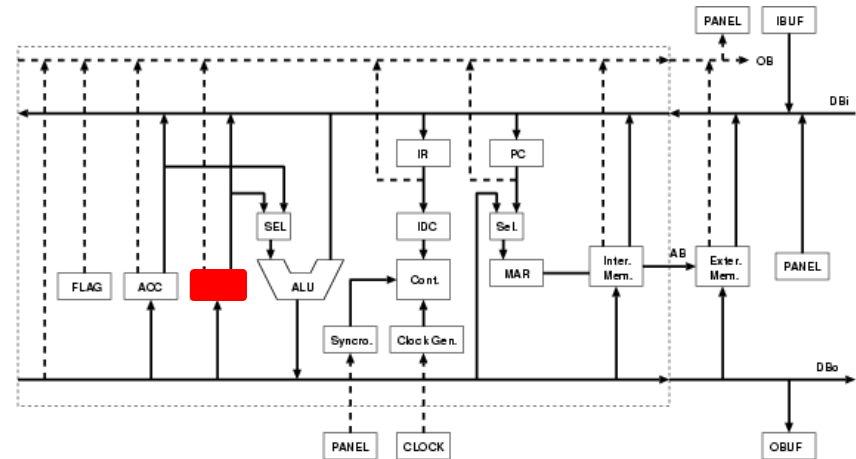 PANEL
IBUF
OB
DBi
IR
PC
SEL
IDC
Sel.
FLAG
ACC
ALU
Cont.
MAR
Inter.
Mem.
AB
Exter.
Mem.
PANEL
Syncro.
Clock Gen.
DBo
PANEL
CLOCK
OBUF